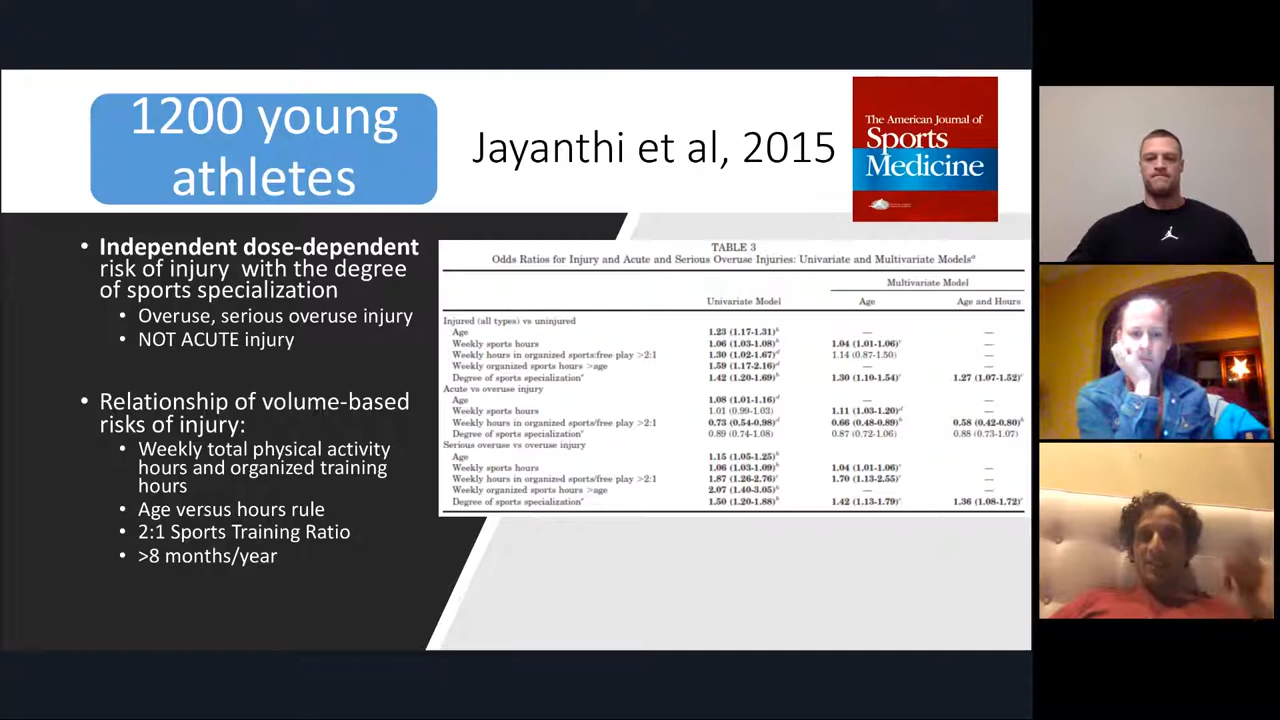 1200 young
athletes
Jayanthi et al, 2015
The American Journal of
Sports
Medicine
• Independent dose-dependent
risk of injury with the degree
of sports specialization
• Overuse, serious overuse injury
• NOT ACUTE injury
• Relationship of volume-based
risks of injury:
• Weekly total physical activity
hours and organized training
hours
• Age versus hours rule
• 2:1 Sports Training Ratio
• >8 months/year
TABLE 3
Odds Ratios for Injury and Acute and Serious Overuse Injuries: Univariate and Multivariate Modelsᵃ
Multivariate Model
Univariate Model Age Age and Hours
Injured (all types) vs uninjured
Age 1.23 (1.17-1.31)ᵇ — —
Weekly sports hours 1.06 (1.03-1.08)ᵇ 1.04 (1.01-1.06)ᶜ —
Weekly hours in organized sports:free play >2:1 1.30 (1.02-1.67)ᵈ 1.14 (0.87-1.50) —
Weekly organized sports hours >age 1.59 (1.17-2.16)ᵈ — —
Degree of sports specializationᵉ 1.42 (1.20-1.69)ᵇ 1.30 (1.10-1.54)ᶜ 1.27 (1.07-1.52)ᶜ
Acute vs overuse injury
Age 1.08 (1.01-1.16)ᵈ — —
Weekly sports hours 1.01 (0.99-1.03) 1.11 (1.03-1.20)ᵈ —
Weekly hours in organized sports/free play >2:1 0.73 (0.54-0.98)ᵈ 0.66 (0.48-0.89)ᵇ 0.58 (0.42-0.80)ᵇ
Degree of sports specializationᵉ 0.89 (0.74-1.08) 0.87 (0.72-1.06) 0.88 (0.73-1.07)
Serious overuse vs overuse injury
Age 1.15 (1.05-1.25)ᵇ
Weekly sports hours 1.06 (1.03-1.09)ᵇ 1.04 (1.01-1.06)ᶜ —
Weekly hours in organized sports/free play >2:1 1.87 (1.26-2.76)ᶜ 1.70 (1.13-2.55)ᶜ —
Weekly organized sports hours >age 2.07 (1.40-3.05)ᵇ — —
Degree of sports specializationᵉ 1.50 (1.20-1.88)ᵇ 1.42 (1.13-1.79)ᶜ 1.36 (1.08-1.72)ᶜ